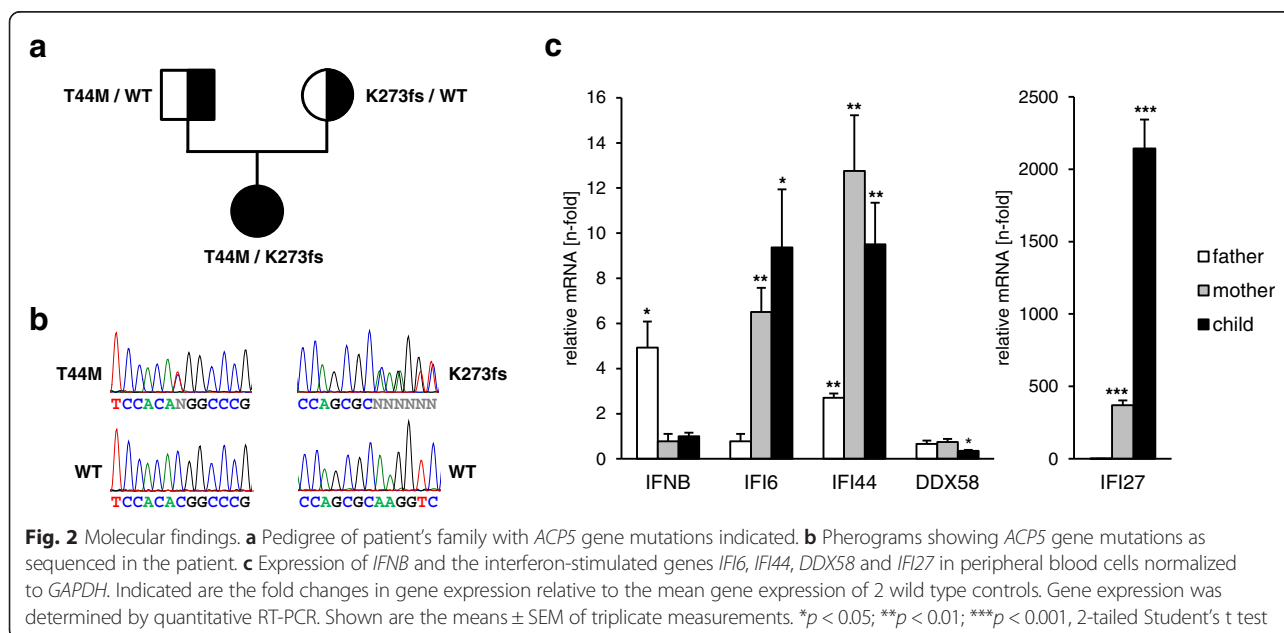 a
T44M / WT
K273fs / WT
T44M / K273fs
b
T44M
TCCACANGGCCCG
K273fs
CCAGCGCNNNNNN
WT
TCCACACGGCCCG
WT
CCAGCGCAAGGTC
c
relative mRNA [n-fold]
16
14
12
10
8
6
4
2
0
*
**
*
**
**
**
*
IFNB
IFI6
IFI44
DDX58
relative mRNA [n-fold]
2500
2000
1500
1000
500
0
***
***
IFI27
father
mother
child
Fig. 2 Molecular findings. a Pedigree of patient's family with ACP5 gene mutations indicated. b Pherograms showing ACP5 gene mutations as
sequenced in the patient. c Expression of IFNB and the interferon-stimulated genes IFI6, IFI44, DDX58 and IFI27 in peripheral blood cells normalized
to GAPDH. Indicated are the fold changes in gene expression relative to the mean gene expression of 2 wild type controls. Gene expression was
determined by quantitative RT-PCR. Shown are the means ± SEM of triplicate measurements. *p < 0.05; **p < 0.01; ***p < 0.001, 2-tailed Student's t test